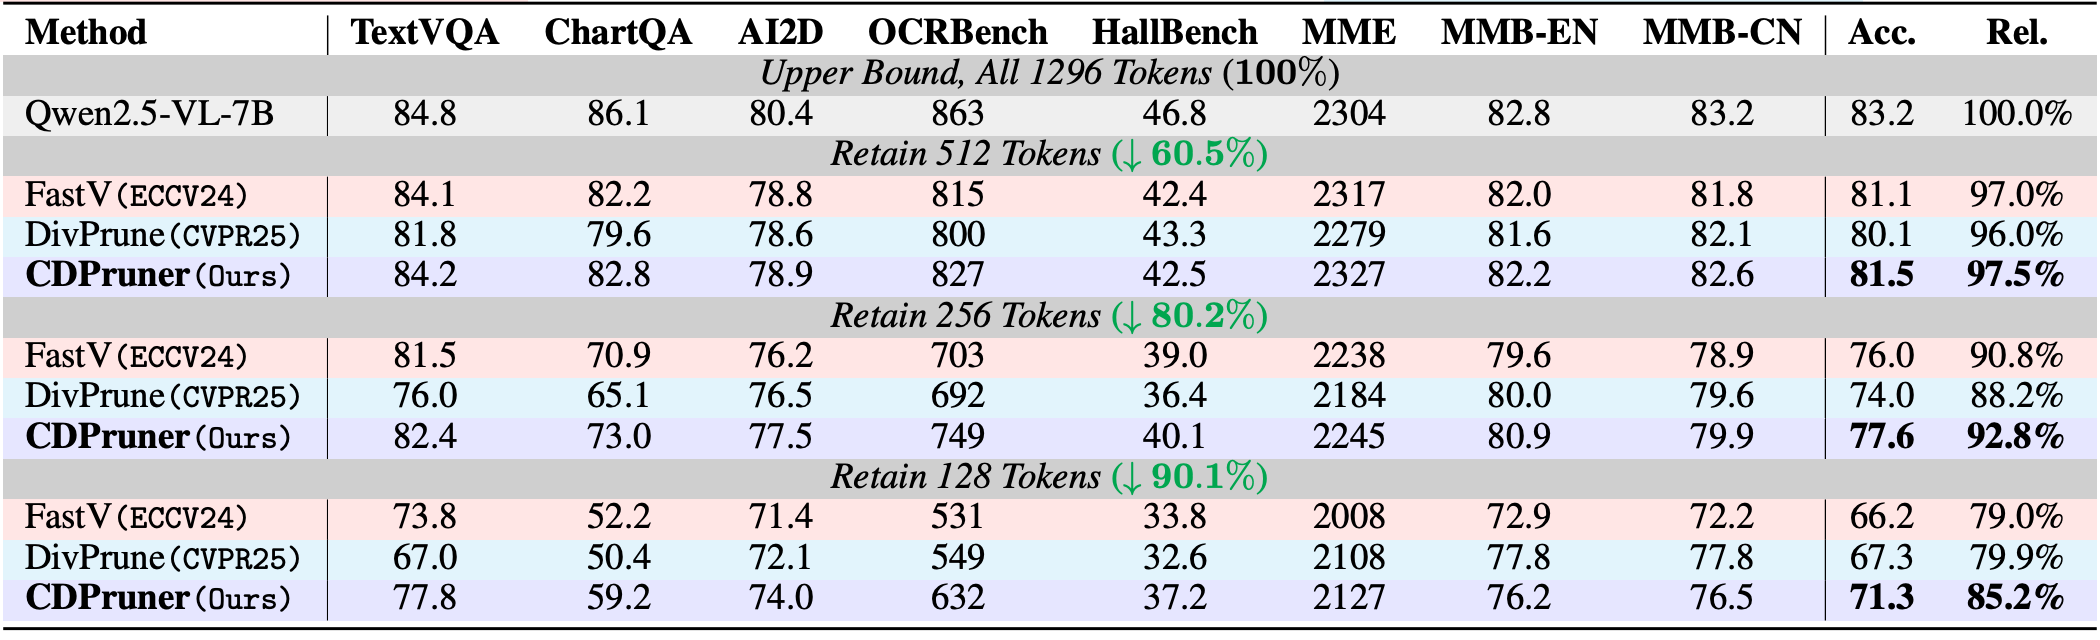 Method TextVQA ChartQA AI2D OCRBench HallBench MME MMB-EN MMB-CN Acc. Rel.
Upper Bound, All 1296 Tokens (100%)
Qwen2.5-VL-7B 84.8 86.1 80.4 863 46.8 2304 82.8 83.2 83.2 100.0%
Retain 512 Tokens (↓ 60.5%)
FastV(ECCV24) 84.1 82.2 78.8 815 42.4 2317 82.0 81.8 81.1 97.0%
DivPrune(CVPR25) 81.8 79.6 78.6 800 43.3 2279 81.6 82.1 80.1 96.0%
CDPruner(Ours) 84.2 82.8 78.9 827 42.5 2327 82.2 82.6 81.5 97.5%
Retain 256 Tokens (↓ 80.2%)
FastV(ECCV24) 81.5 70.9 76.2 703 39.0 2238 79.6 78.9 76.0 90.8%
DivPrune(CVPR25) 76.0 65.1 76.5 692 36.4 2184 80.0 79.6 74.0 88.2%
CDPruner(Ours) 82.4 73.0 77.5 749 40.1 2245 80.9 79.9 77.6 92.8%
Retain 128 Tokens (↓ 90.1%)
FastV(ECCV24) 73.8 52.2 71.4 531 33.8 2008 72.9 72.2 66.2 79.0%
DivPrune(CVPR25) 67.0 50.4 72.1 549 32.6 2108 77.8 77.8 67.3 79.9%
CDPruner(Ours) 77.8 59.2 74.0 632 37.2 2127 76.2 76.5 71.3 85.2%